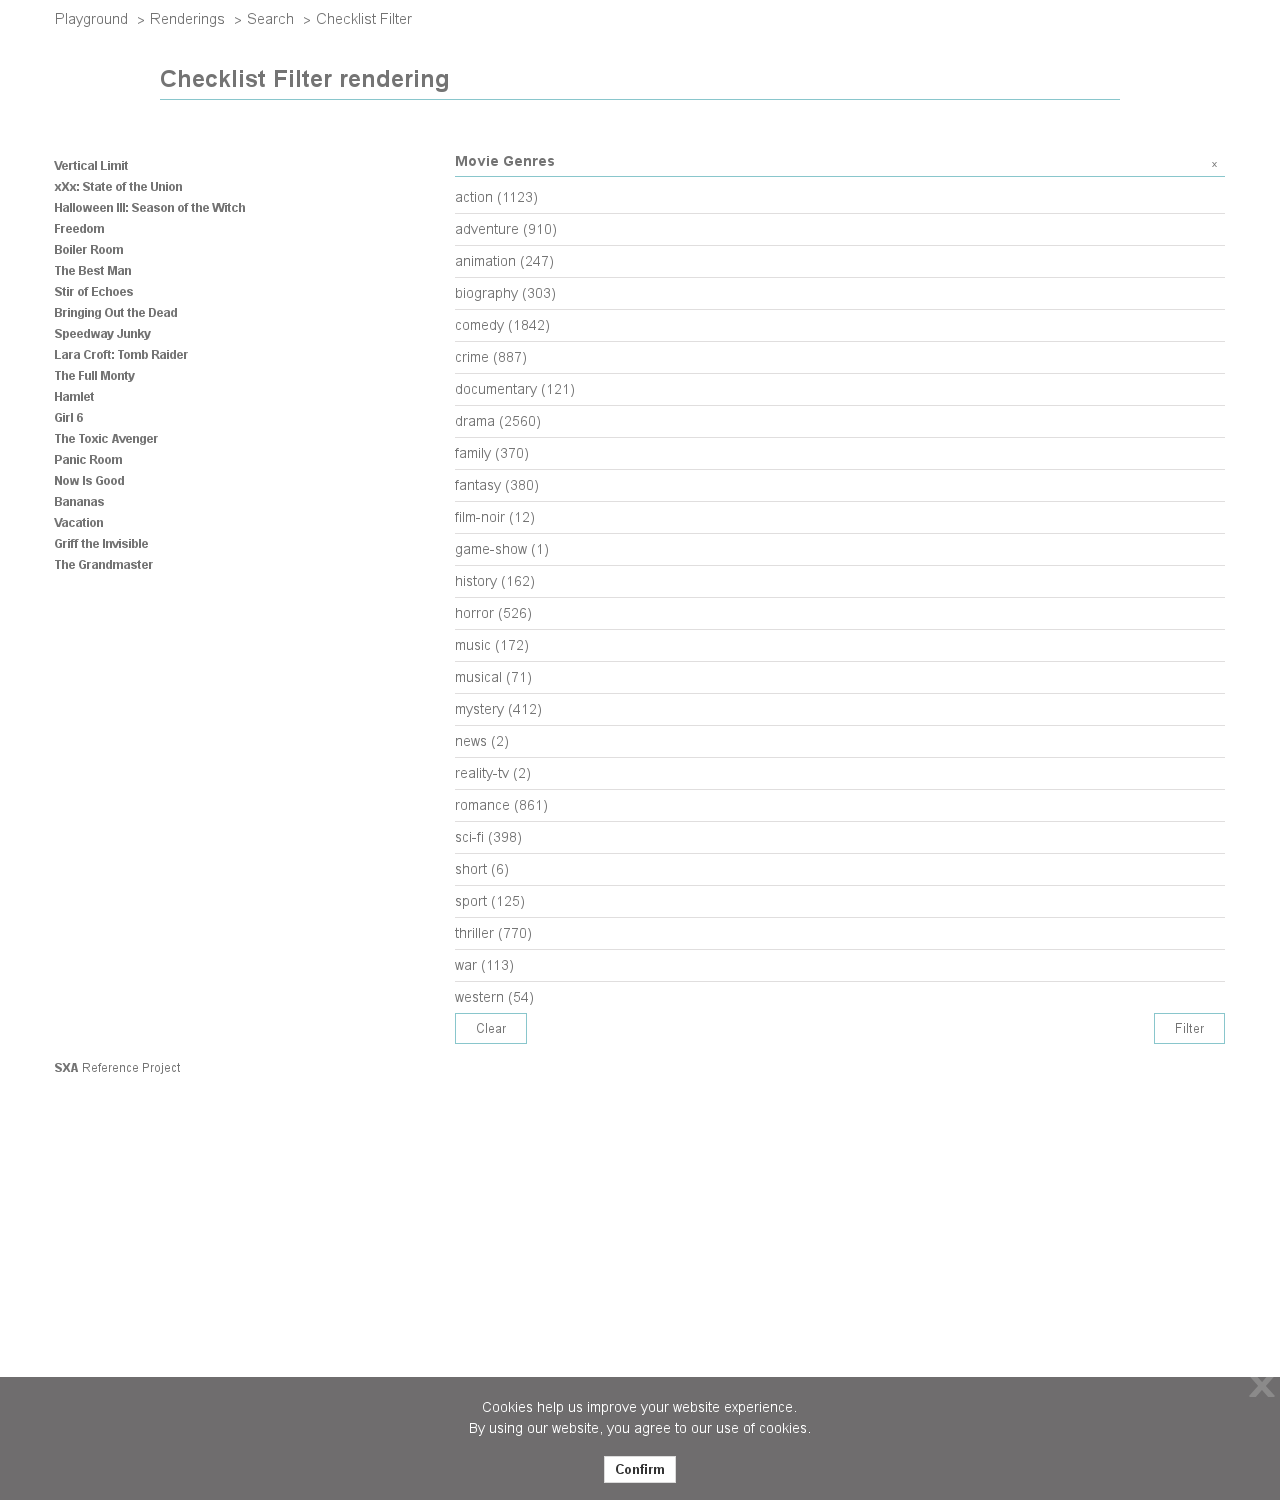 Playground > Renderings > Search > Checklist Filter
Checklist Filter rendering
Vertical Limit
xXx: State of the Union
Halloween III: Season of the Witch
Freedom
Boiler Room
The Best Man
Stir of Echoes
Bringing Out the Dead
Speedway Junky
Lara Croft: Tomb Raider
The Full Monty
Hamlet
Girl 6
The Toxic Avenger
Panic Room
Now Is Good
Bananas
Vacation
Griff the Invisible
The Grandmaster
Movie Genres x
action (1123)
adventure (910)
animation (247)
biography (303)
comedy (1842)
crime (887)
documentary (121)
drama (2560)
family (370)
fantasy (380)
film-noir (12)
game-show (1)
history (162)
horror (526)
music (172)
musical (71)
mystery (412)
news (2)
reality-tv (2)
romance (861)
sci-fi (398)
short (6)
sport (125)
thriller (770)
war (113)
western (54)
Clear Filter
SXA Reference Project
X
Cookies help us improve your website experience.
By using our website, you agree to our use of cookies.
Confirm